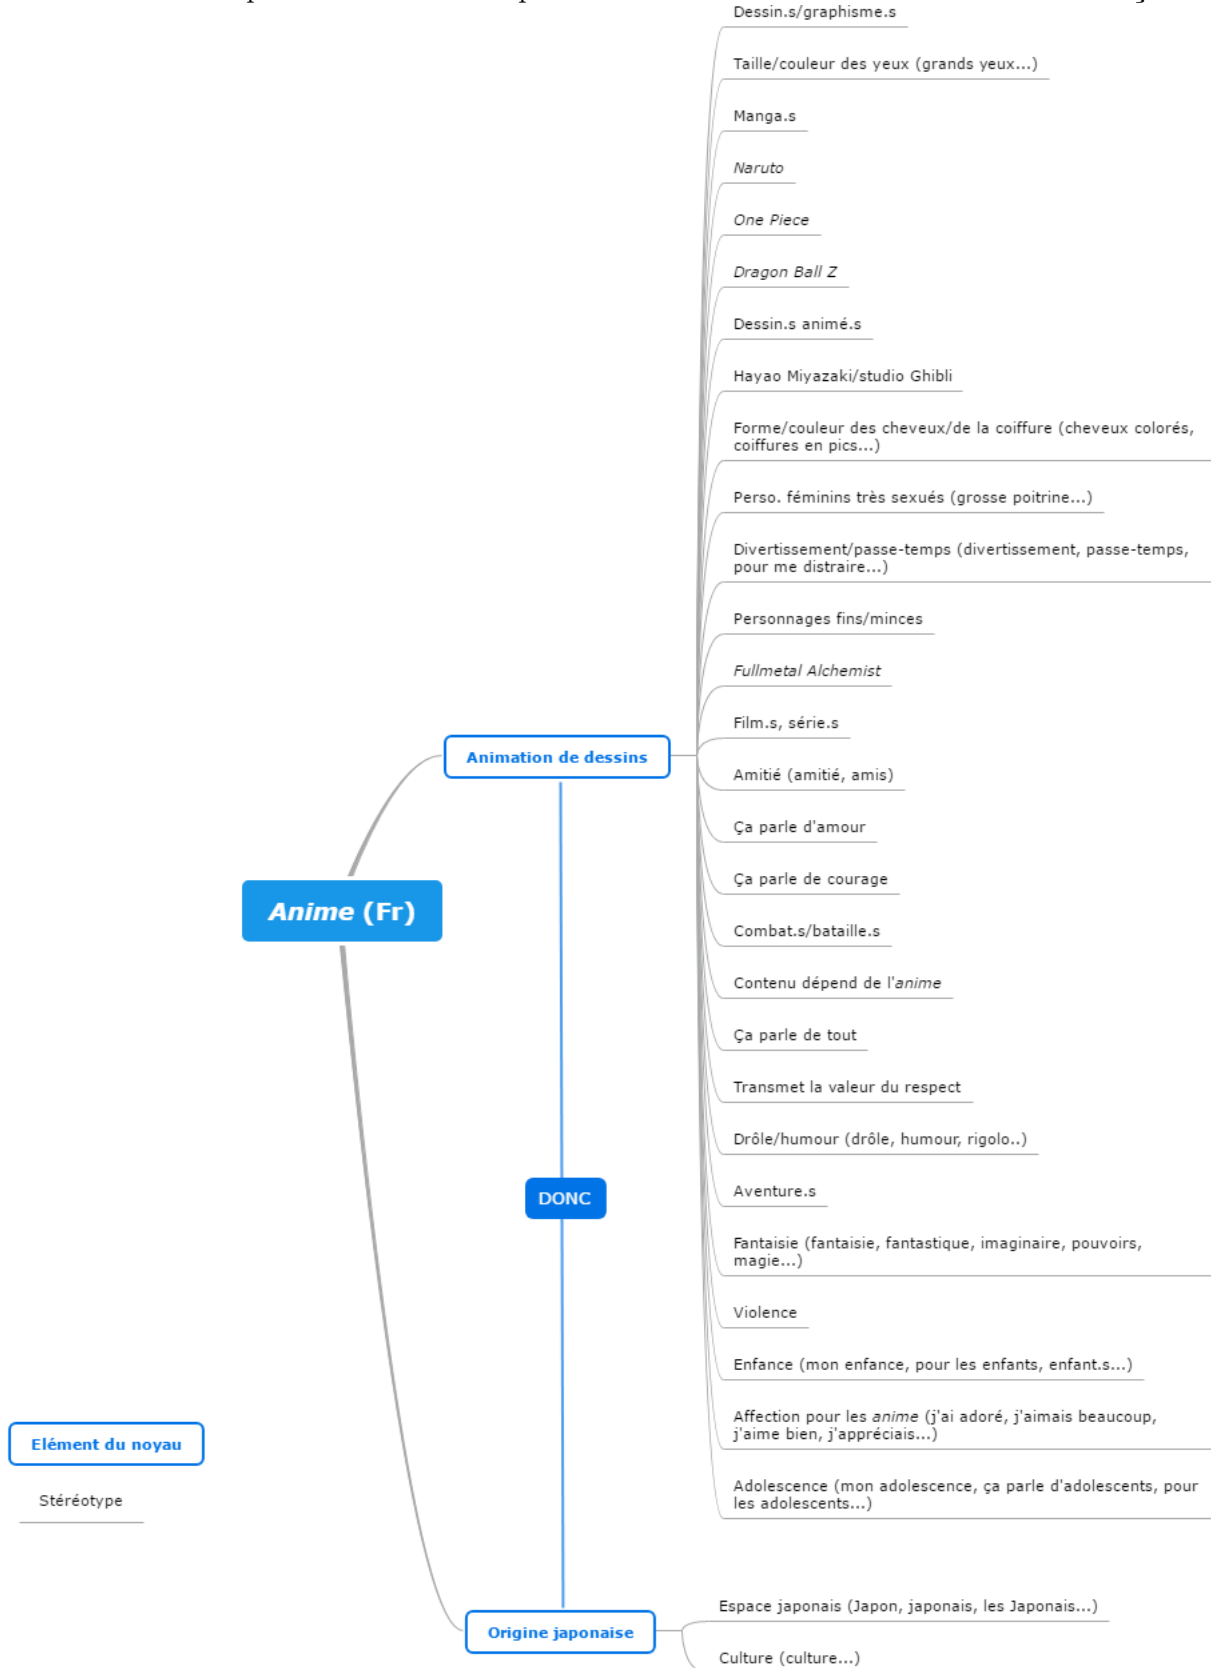 Dessin.s/graphisme.s
Taille/couleur des yeux (grands yeux...)
Manga.s
Naruto
One Piece
Dragon Ball Z
Dessin.s animé.s
Hayao Miyazaki/studio Ghibli
Forme/couleur des cheveux/de la coiffure (cheveux colorés,
coiffures en pics...)
Perso. féminins très sexués (grosse poitrine...)
Divertissement/passe-temps (divertissement, passe-temps,
pour me distraire...)
Personnages fins/minces
Fullmetal Alchemist
Film.s, série.s
Animation de dessins
Amitié (amitié, amis)
Ça parle d'amour
Ça parle de courage
Anime (Fr)
Combat.s/bataille.s
Contenu dépend de l'anime
Ça parle de tout
Transmet la valeur du respect
Drôle/humour (drôle, humour, rigolo..)
Aventure.s
DONC
Fantaisie (fantaisie, fantastique, imaginaire, pouvoirs,
magie...)
Violence
Enfance (mon enfance, pour les enfants, enfant.s...)
Affection pour les anime (j'ai adoré, j'aimais beaucoup,
j'aime bien, j'appréciais...)
Elément du noyau
Adolescence (mon adolescence, ça parle d'adolescents, pour
les adolescents...)
Stéréotype
Espace japonais (Japon, japonais, les Japonais...)
Origine japonaise
Culture (culture...)